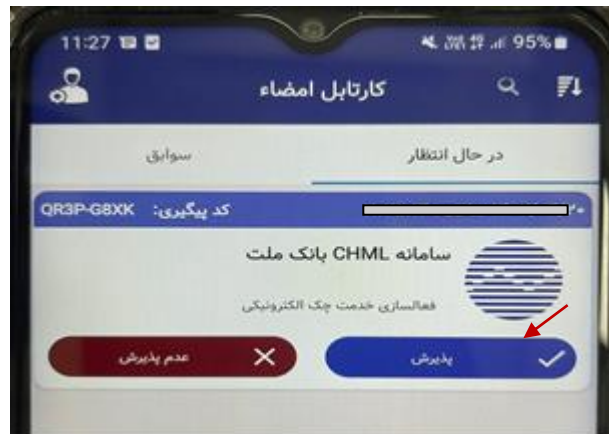 11:27 95%
کارتابل امضاء
در حال انتظار سوابق
کد پیگیری: QR3P-G8XK
سامانه CHML بانک ملت
فعالسازی خدمت چک الکترونیکی
پذیرش عدم پذیرش